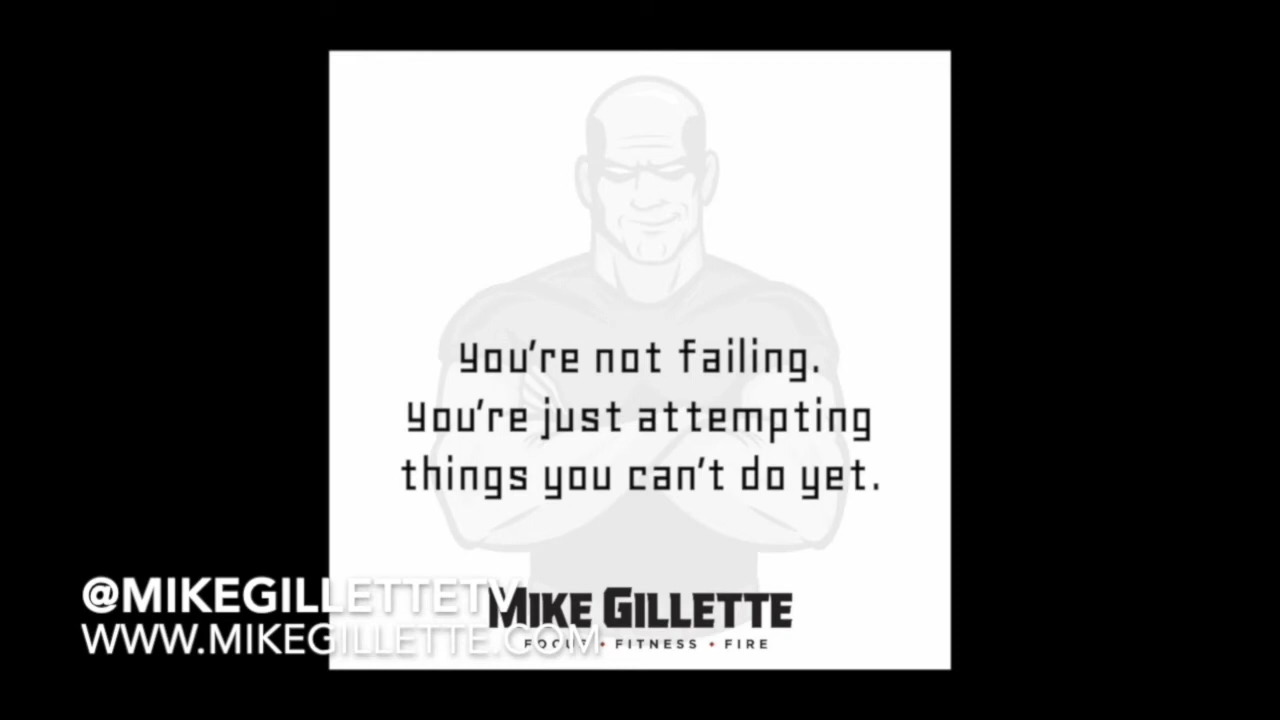 You're not failing.
You're just attempting
things you can't do yet.
@MIKEGILLETTETV
WWW.MIKEGILLETTE.COM
MIKE GILLETTE
FOCUS • FITNESS • FIRE